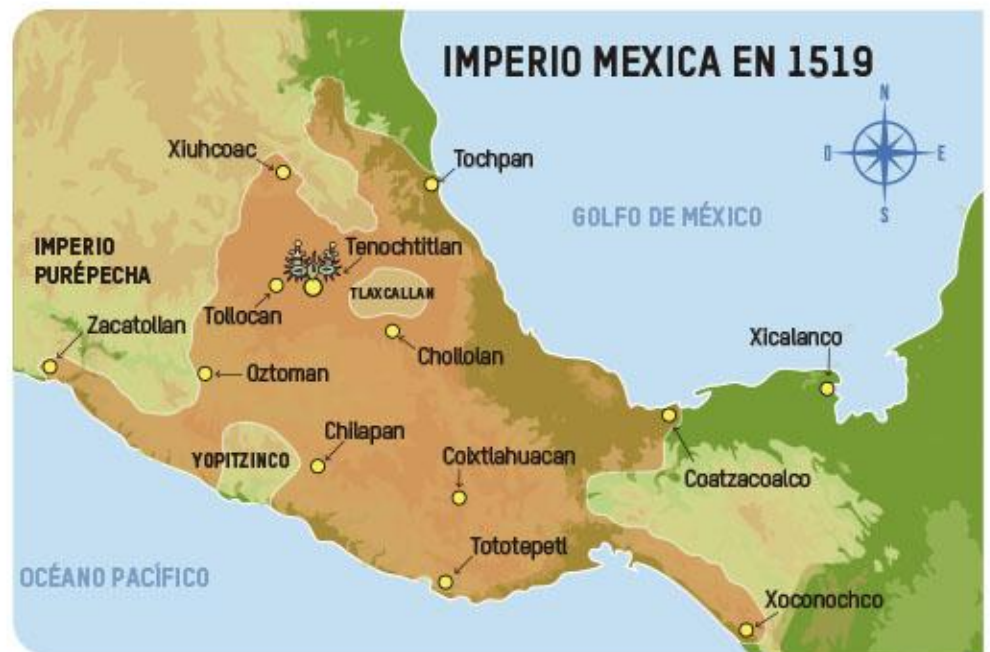 IMPERIO MEXICA EN 1519
N
O
E
S
Xiuhcoac
Tochpan
GOLFO DE MÉXICO
IMPERIO
PURÉPECHA
Tenochtitlan
TLAXCALLAN
Tollocan
Zacatollan
Chollolan
Xicalanco
Oztoman
Chilapan
YOPITZINCO
Coixtlahuacan
Coatzacoalco
Tototepetl
OCÉANO PACÍFICO
Xoconochco